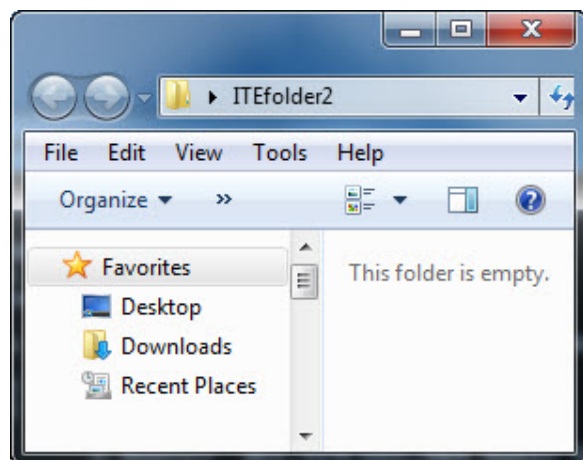 ITEfolder2
File Edit View Tools Help
Organize »
Favorites This folder is empty.
Desktop
Downloads
Recent Places